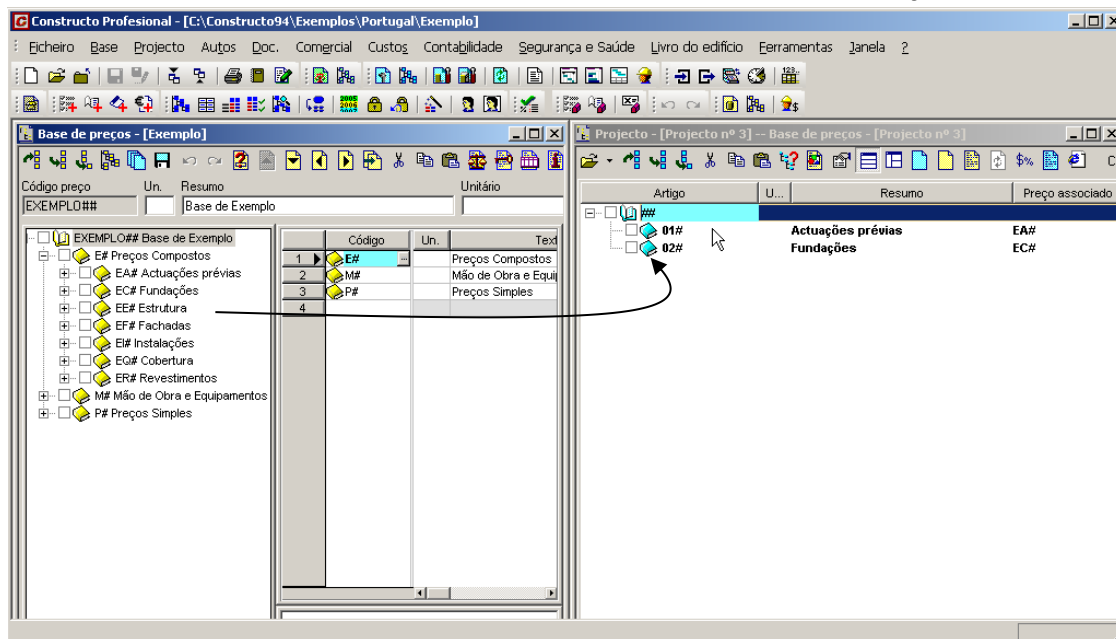 Constructo Profesional - [C:\Constructo94\Exemplos\Portugal\Exemplo]
Ficheiro Base Projecto Autos Doc. Comercial Custos Contabilidade Segurança e Saúde Livro do edifício Ferramentas Janela ?
Base de preços - [Exemplo]
Código preço Un. Resumo Unitário
EXEMPLO## Base de Exemplo
EXEMPLO## Base de Exemplo
E# Preços Compostos
EA# Actuações prévias
EC# Fundações
EE# Estrutura
EF# Fachadas
EI# Instalações
EQ# Cobertura
ER# Revestimentos
M# Mão de Obra e Equipamentos
P# Preços Simples
Código Un. Text
1 E# ... Preços Compostos
2 M# Mão de Obra e Equip
3 P# Preços Simples
4
Projecto - [Projecto nº 3] -- Base de preços - [Projecto nº 3]
Artigo U... Resumo Preço associado
##
01# Actuações prévias EA#
02# Fundações EC#